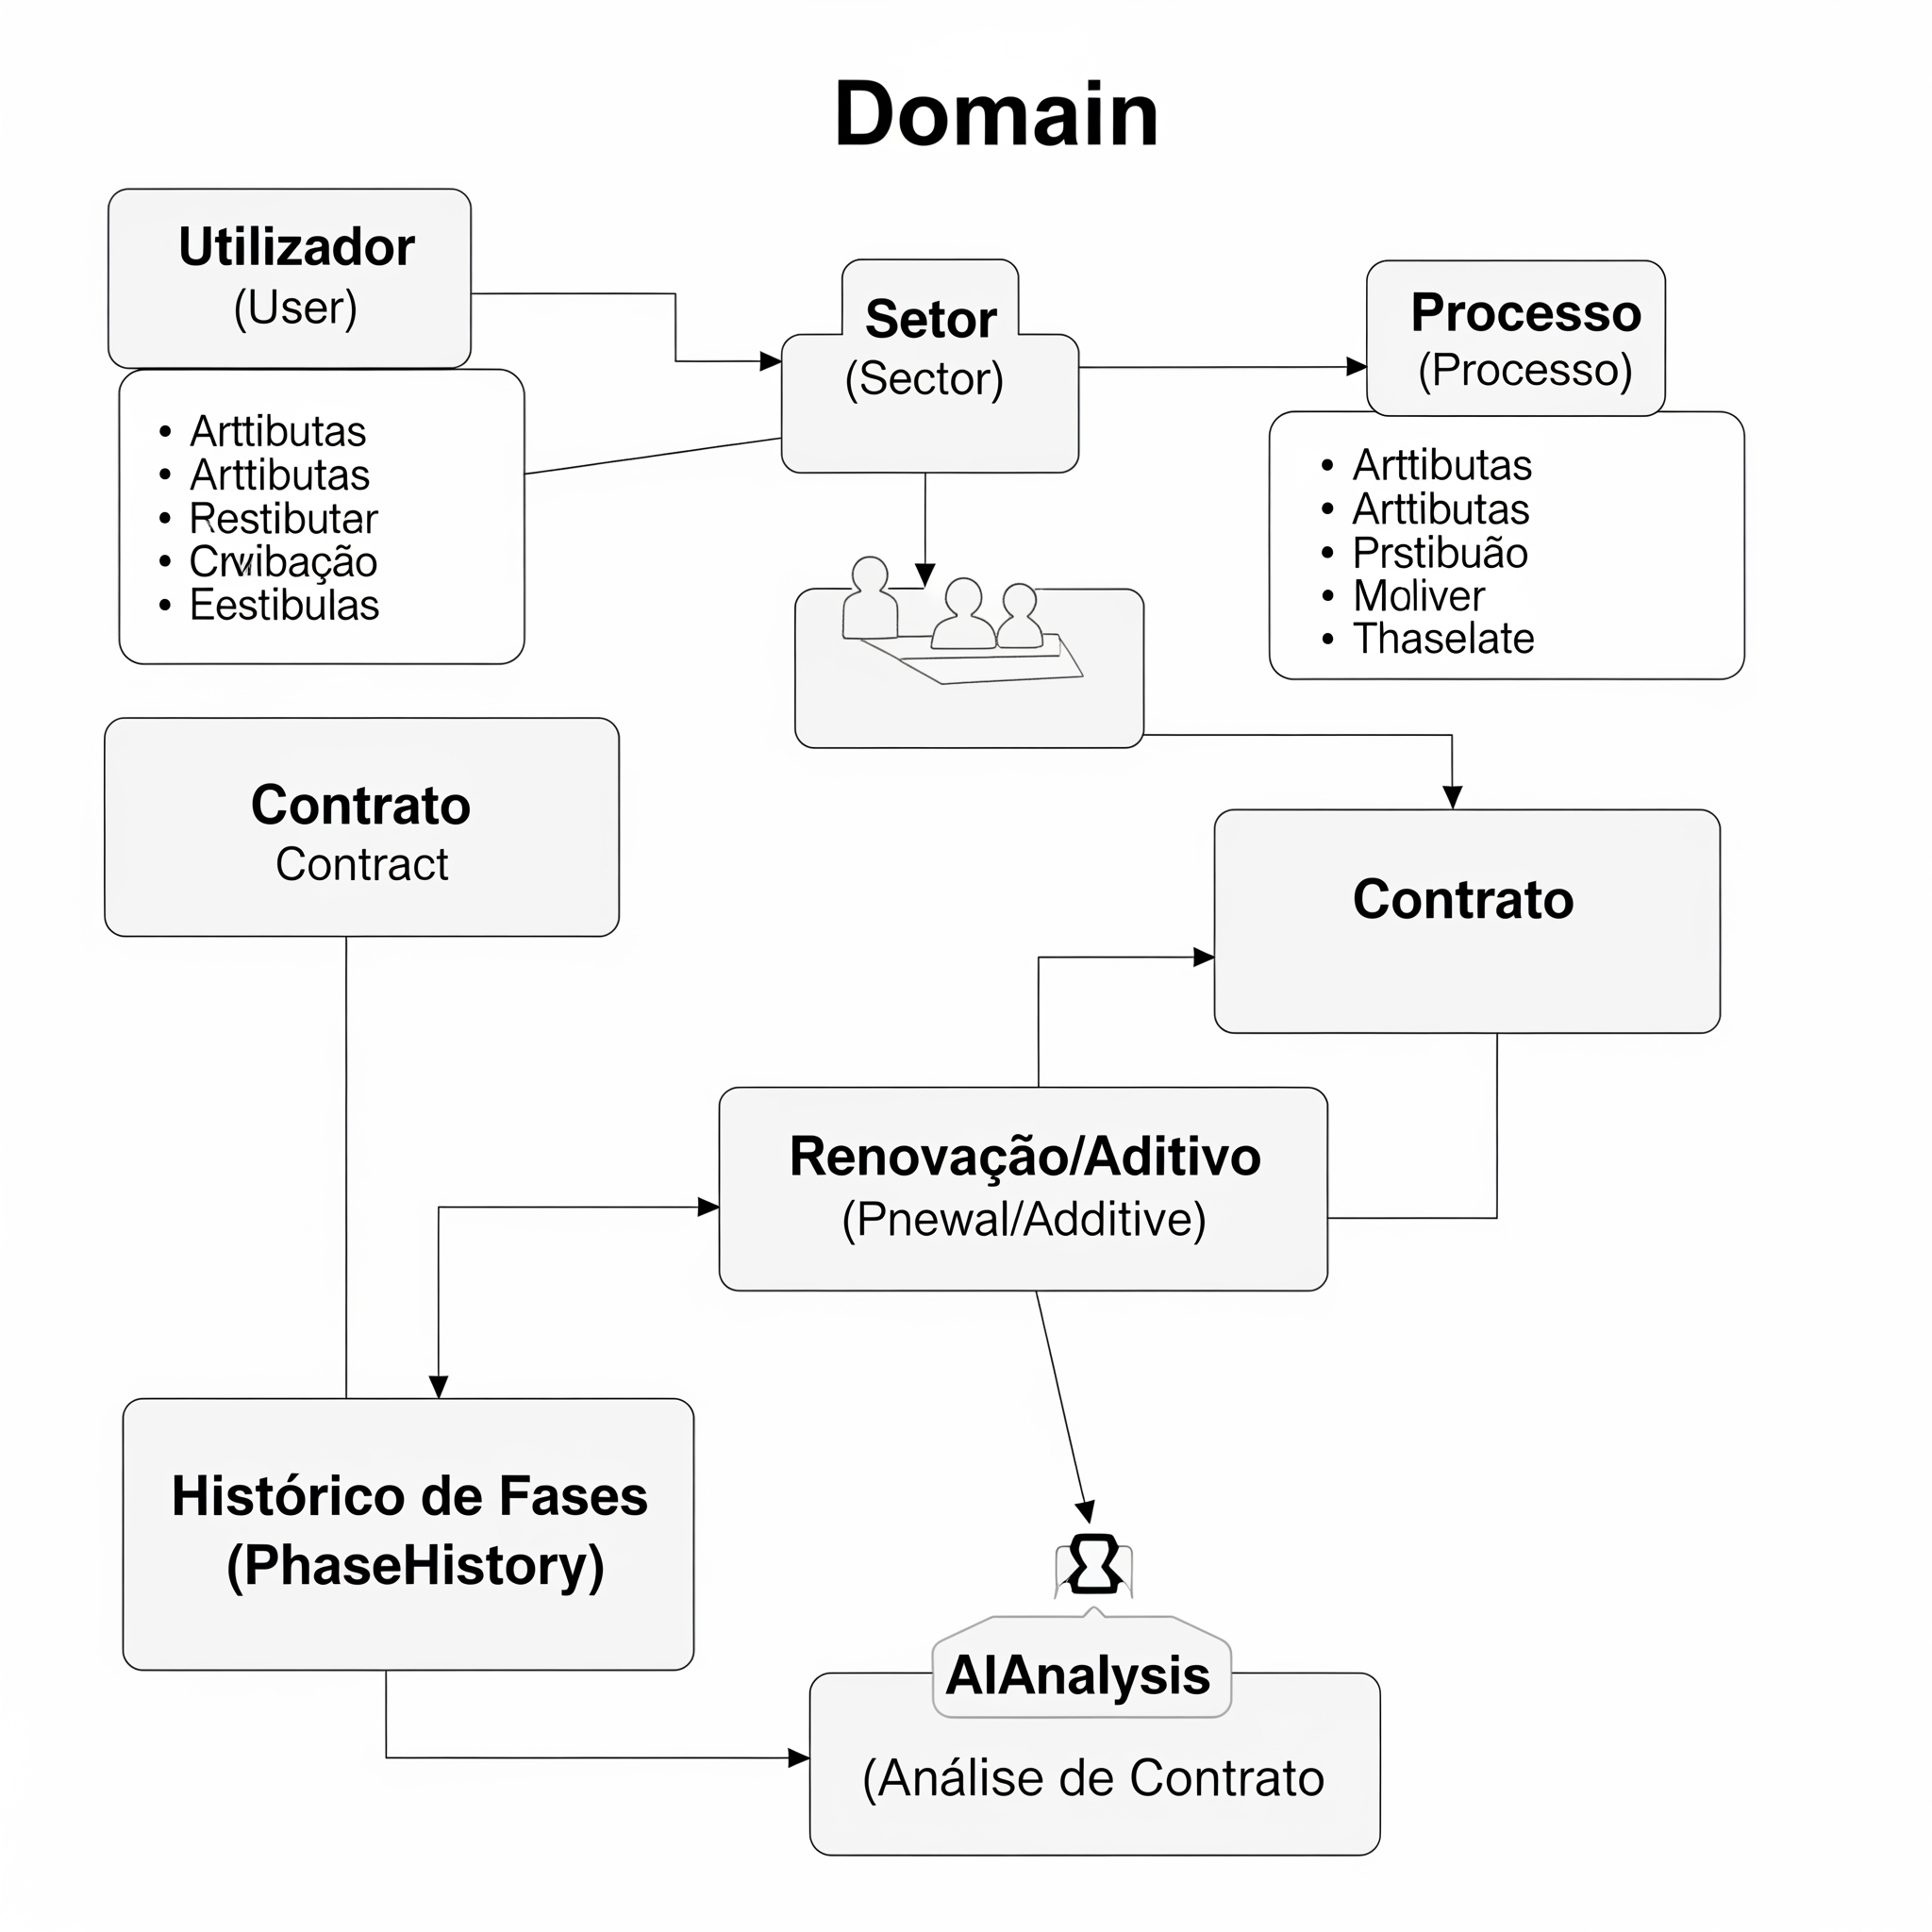 Domain
Utilizador
(User)
Setor
(Sector)
Processo
(Processo)
• Arttibutas
• Arttibutas
• Restibutar
• Crwibação
• Eestibulas
• Arttibutas
• Arttibutas
• Prstibuão
• Moliver
• Thaselate
Contrato
Contract
Contrato
Renovação/Aditivo
(Pnewal/Additive)
Histórico de Fases
(PhaseHistory)
AIAnalysis
(Análise de Contrato